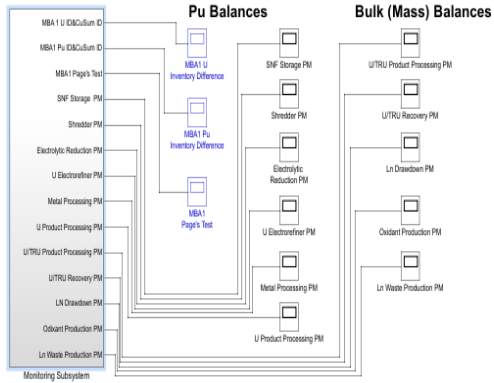 Pu Balances
Bulk (Mass) Balances
MBA 1 U ID&CuSum ID
MBA1 Pu ID&CuSum ID
MBA1 Page's Test
SNF Storage PM
Shredder PM
Electrolytic Reduction PM
U Electrorefiner PM
Metal Processing PM
U Product Processing PM
U/TRU Product Processing PM
U/TRU Recovery PM
LN Drawdown PM
Odixant Production PM
Ln Waste Production PM
Monitoring Subsystem
MBA1 U
Inventory Difference
MBA1 Pu
Inventory Difference
MBA1
Page's Test
SNF Storage PM
Shredder PM
Electrolytic
Reduction PM
U Electrorefiner PM
Metal Processing PM
U Product Processing PM
U/TRU Product Processing PM
U/TRU Recovery PM
Ln Drawdown PM
Oxidant Production PM
Ln Waste Production PM